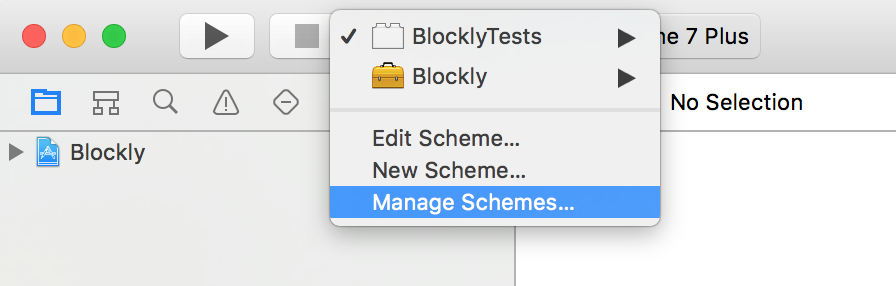 BlocklyTests
ne 7 Plus
Blockly
No Selection
Edit Scheme...
Blockly
New Scheme...
Manage Schemes...